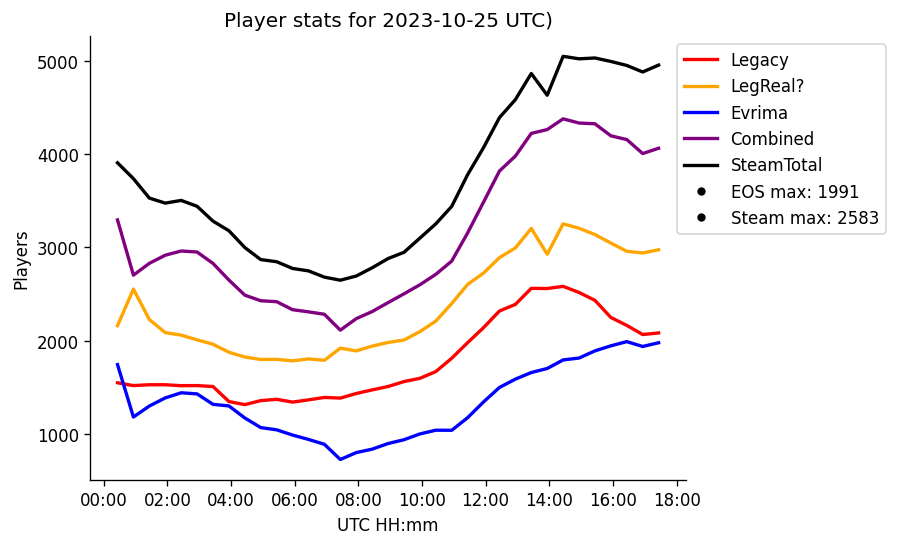 Player stats for 2023-10-25 UTC)
5000
4000
3000
2000
1000
Players
00:00 02:00 04:00 06:00 08:00 10:00 12:00 14:00 16:00 18:00
UTC HH:mm
Legacy
LegReal?
Evrima
Combined
SteamTotal
EOS max: 1991
Steam max: 2583